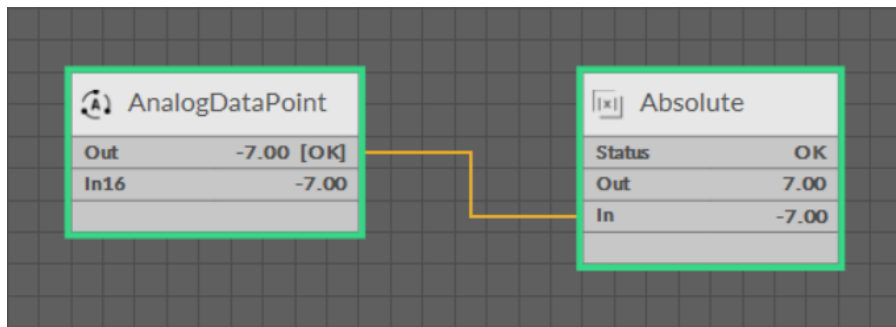 AnalogDataPoint
Out -7.00 [OK]
In16 -7.00
|x| Absolute
Status OK
Out 7.00
In -7.00